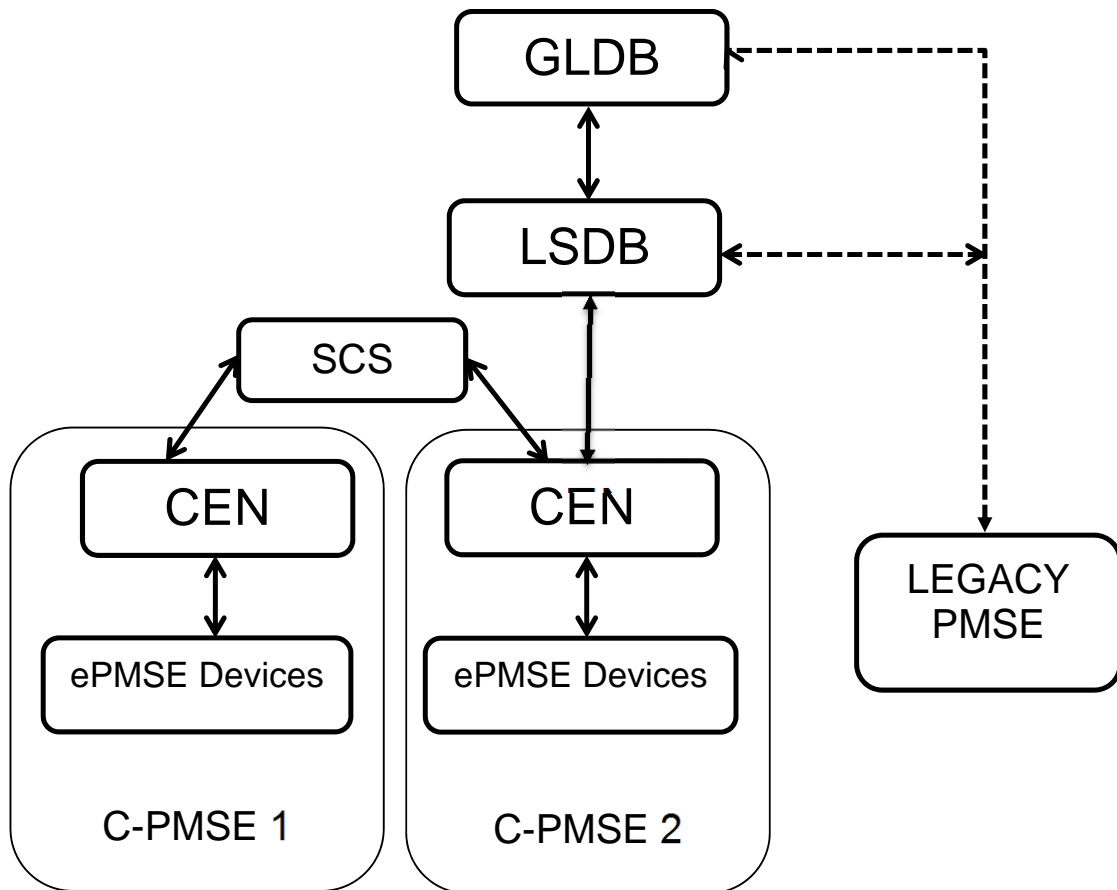 GLDB
LSDB
SCS
CEN
CEN
LEGACY
PMSE
ePMSE Devices
ePMSE Devices
C-PMSE 1
C-PMSE 2